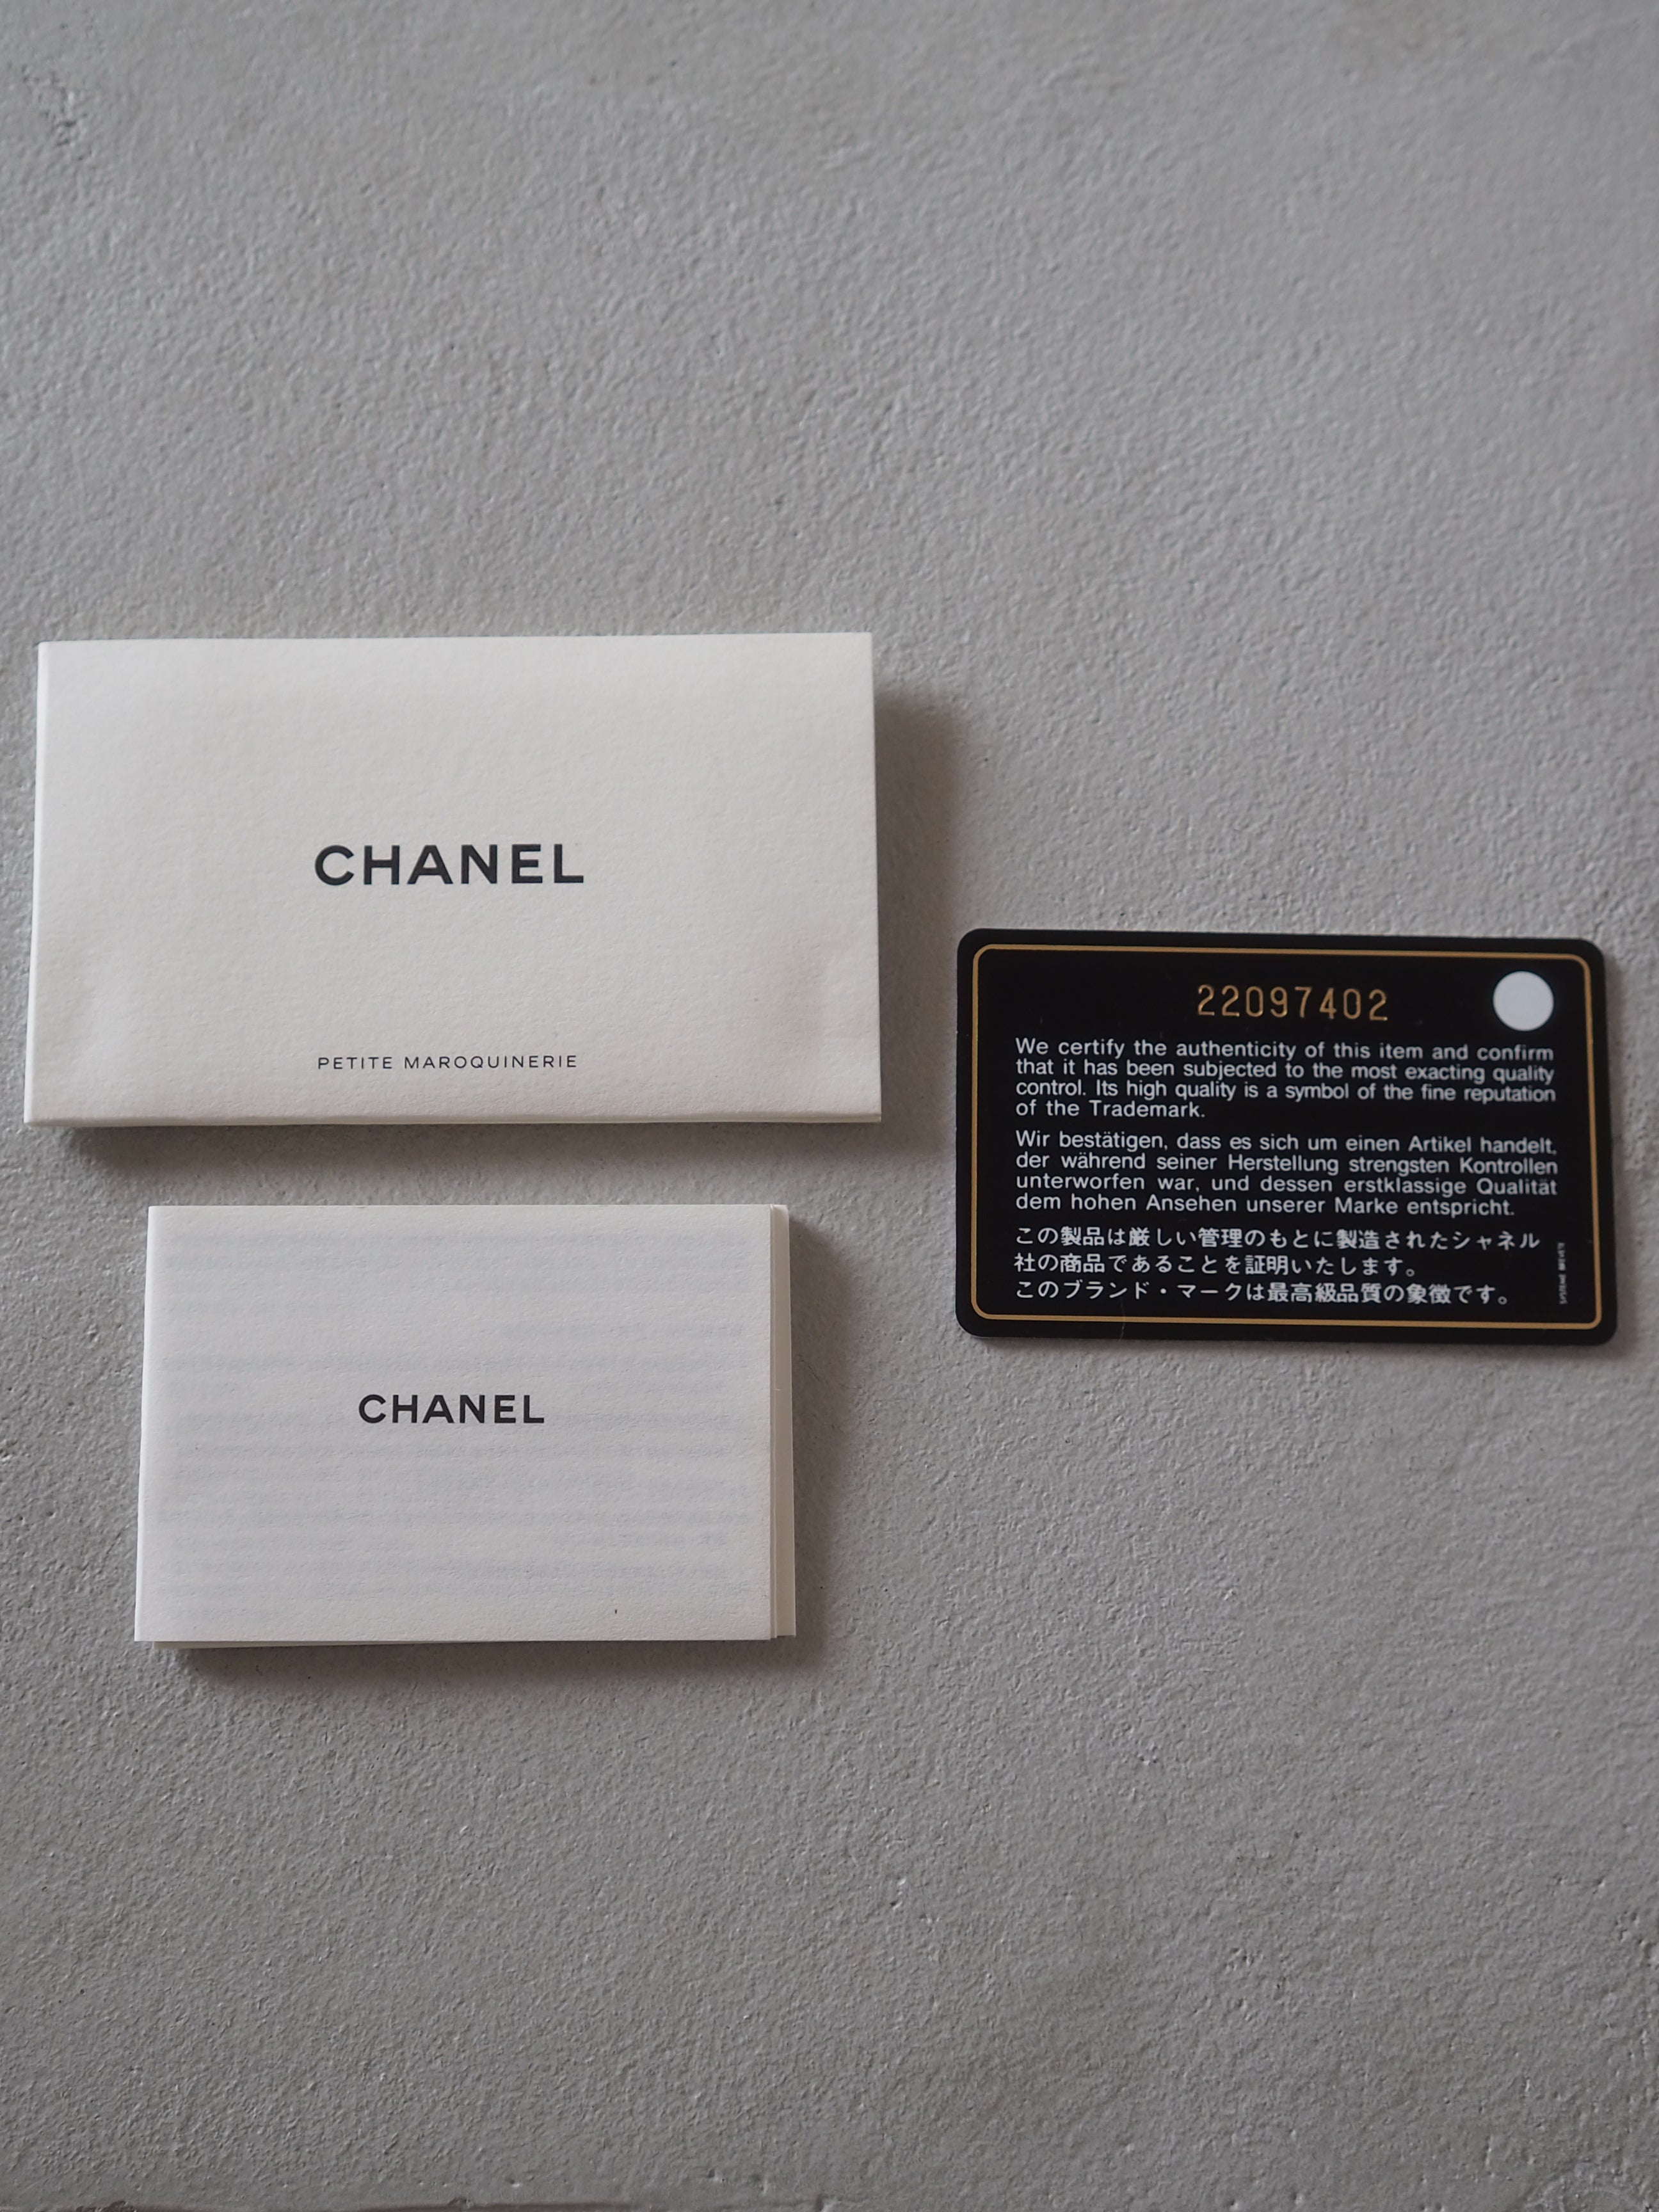 CHANEL
PETITE MAROQUINERIE
CHANEL
22097402
We certify the authenticity of this item and confirm
that it has been subjected to the most exacting quality
control. Its high quality is a symbol of the fine reputation
of the Trademark.
Wir bestätigen, dass es sich um einen Artikel handelt,
der während seiner Herstellung strengsten Kontrollen
unterworfen war, und dessen erstklassige Qualität
dem hohen Ansehen unserer Marke entspricht.
この製品は厳しい管理のもとに製造されたシャネル
社の商品であることを証明いたします。
このブランド・マークは最高級品質の象徴です。